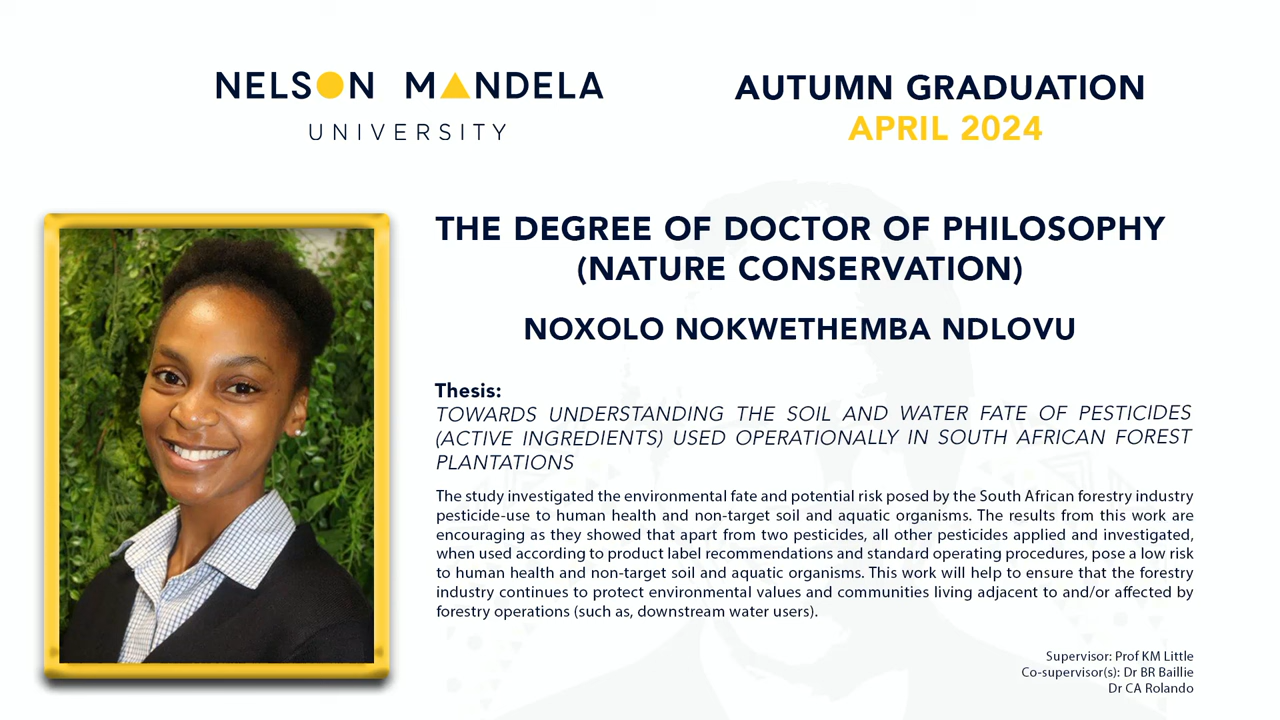 NELSON MANDELA
UNIVERSITY
AUTUMN GRADUATION
APRIL 2024
THE DEGREE OF DOCTOR OF PHILOSOPHY
(NATURE CONSERVATION)
NOXOLO NOKWETHEMBA NDLOVU
Thesis:
TOWARDS UNDERSTANDING THE SOIL AND WATER FATE OF PESTICIDES
(ACTIVE INGREDIENTS) USED OPERATIONALLY IN SOUTH AFRICAN FOREST
PLANTATIONS
The study investigated the environmental fate and potential risk posed by the South African forestry industry
pesticide-use to human health and non-target soil and aquatic organisms. The results from this work are
encouraging as they showed that apart from two pesticides, all other pesticides applied and investigated,
when used according to product label recommendations and standard operating procedures, pose a low risk
to human health and non-target soil and aquatic organisms. This work will help to ensure that the forestry
industry continues to protect environmental values and communities living adjacent to and/or affected by
forestry operations (such as, downstream water users).
Supervisor: Prof KM Little
Co-supervisor(s): Dr BR Baillie
Dr CA Rolando